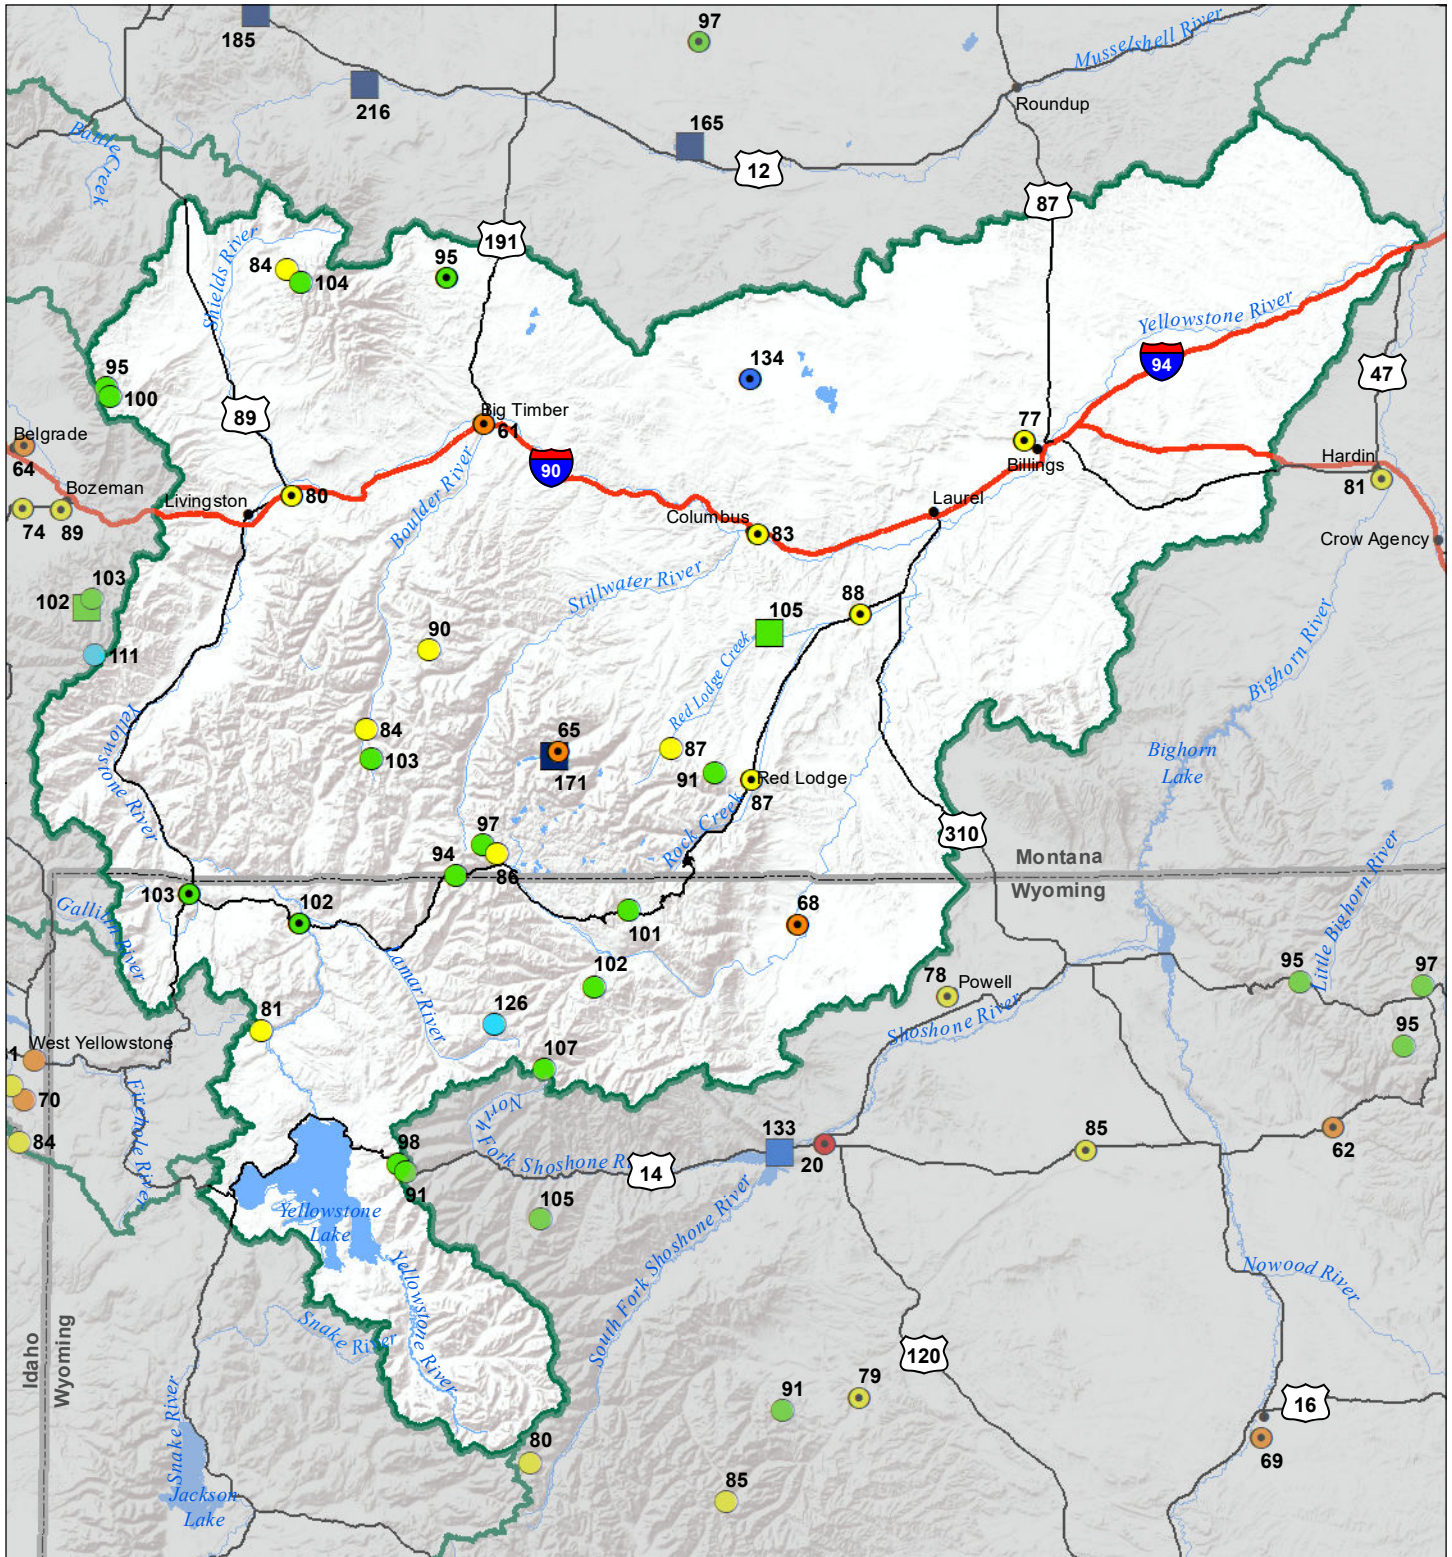 185
97
216
Musselshell River
Roundup
165
12
Battle
Creek
87
191
Shields River
84
104
95
Yellowstone River
134
94
47
95
100
89
Big Timber
61
77
Billings
Belgrade
64
90
Hardin
81
Bozeman
Livingston
80
Laurel
Columbus
83
74
89
Boulder River
Crow Agency
103
102
Stillwater River
88
105
111
90
Red Lodge Creek
Bighorn River
Yellowstone River
84
103
65
171
87
91
Red Lodge
87
Bighorn
Lake
Rock Creek
310
97
86
94
Montana
Wyoming
103
102
101
68
Gallatin River
Little Bighorn River
Lamar River
102
126
78
Powell
95
97
Shoshone River
81
95
West Yellowstone
107
70
84
Firehole River
North
Fork Shoshone R
133
20
85
62
98
91
14
105
Yellowstone
Lake
Yellowstone River
South Fork Shoshone River
Nowood River
Snake River
Idaho
Wyoming
120
79
91
16
69
80
85
Snake River
Jackson
Lake